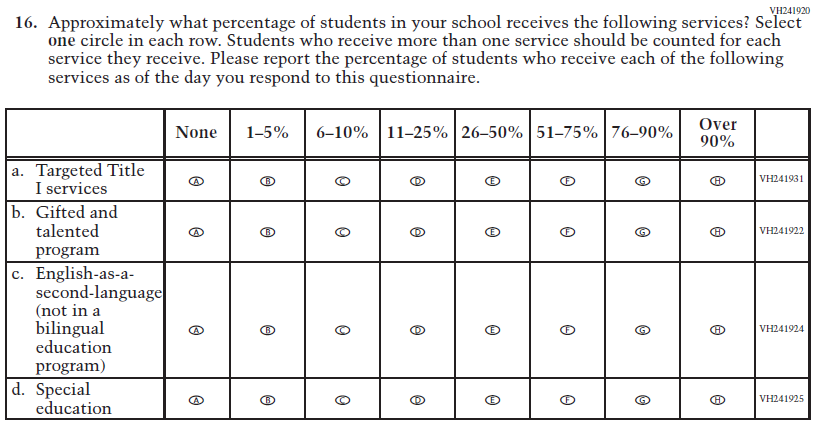 VH241920
16. Approximately what percentage of students in your school receives the following services? Select
one circle in each row. Students who receive more than one service should be counted for each
service they receive. Please report the percentage of students who receive each of the following
services as of the day you respond to this questionnaire.
None 1–5% 6–10% 11–25% 26–50% 51–75% 76–90% Over
90%
a. Targeted Title
I services
A B C D E F G H VH241931
b. Gifted and
talented
program
A B C D E F G H VH241922
c. English-as-a-
second-language
(not in a
bilingual
education
program)
A B C D E F G H VH241924
d. Special
education
A B C D E F G H VH241925